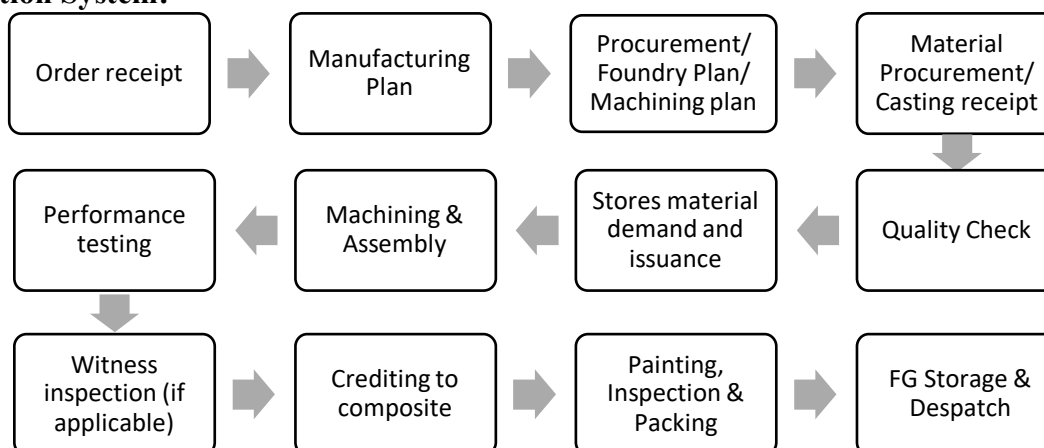 tion System:
Order receipt
Manufacturing
Plan
Procurement/
Foundry Plan/
Machining plan
Material
Procurement/
Casting receipt
Quality Check
Stores material
demand and
issuance
Machining &
Assembly
Performance
testing
Witness
inspection (if
applicable)
Crediting to
composite
Painting,
Inspection &
Packing
FG Storage &
Despatch